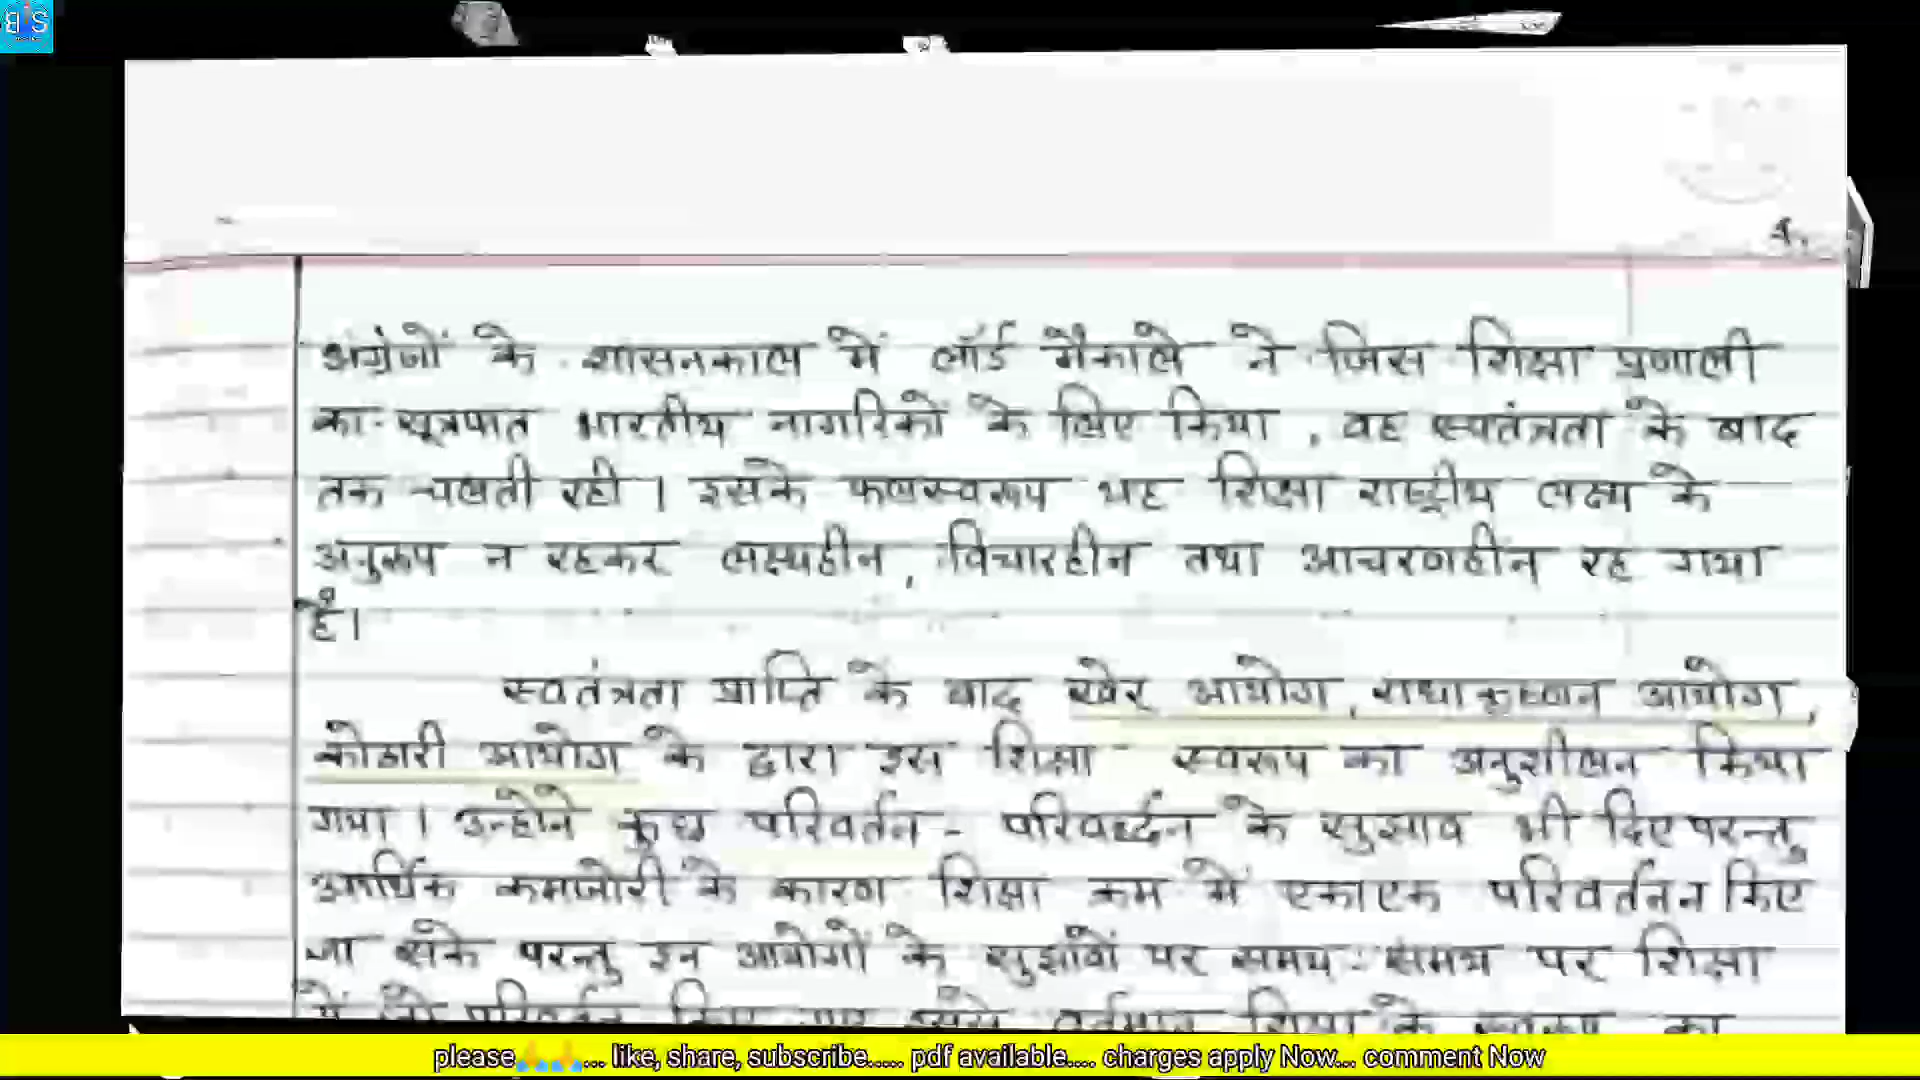 BS
4.
अंग्रेजों के शासनकाल में लॉर्ड मैकाले ने जिस शिक्षा प्रणाली
का सूत्रपात भारतीय नागरिकों के लिए किया, वह स्वतंत्रता के बाद
तक चलती रही। इसके फलस्वरूप यह शिक्षा राष्ट्रीय लक्ष्य के
अनुरूप न रहकर लक्ष्यहीन, विचारहीन तथा आचरणहीन रह गया
है।
स्वतंत्रता प्राप्ति के बाद खेर आयोग, राधाकृष्णन आयोग,
कोठारी आयोग के द्वारा इस शिक्षा स्वरूप का अनुशीलन किया
गया। उन्होने कुछ परिवर्तन - परिवर्द्धन के सुझाव भी दिए परन्तु
आर्थिक कमजोरी के कारण शिक्षा क्रम में एकाएक परिवर्तन न किए
जा सके परन्तु इन आयोगों के सुझावों पर समय-समय पर शिक्षा
please🙏🙏... like, share, subscribe..... pdf available.... charges apply Now... comment Now